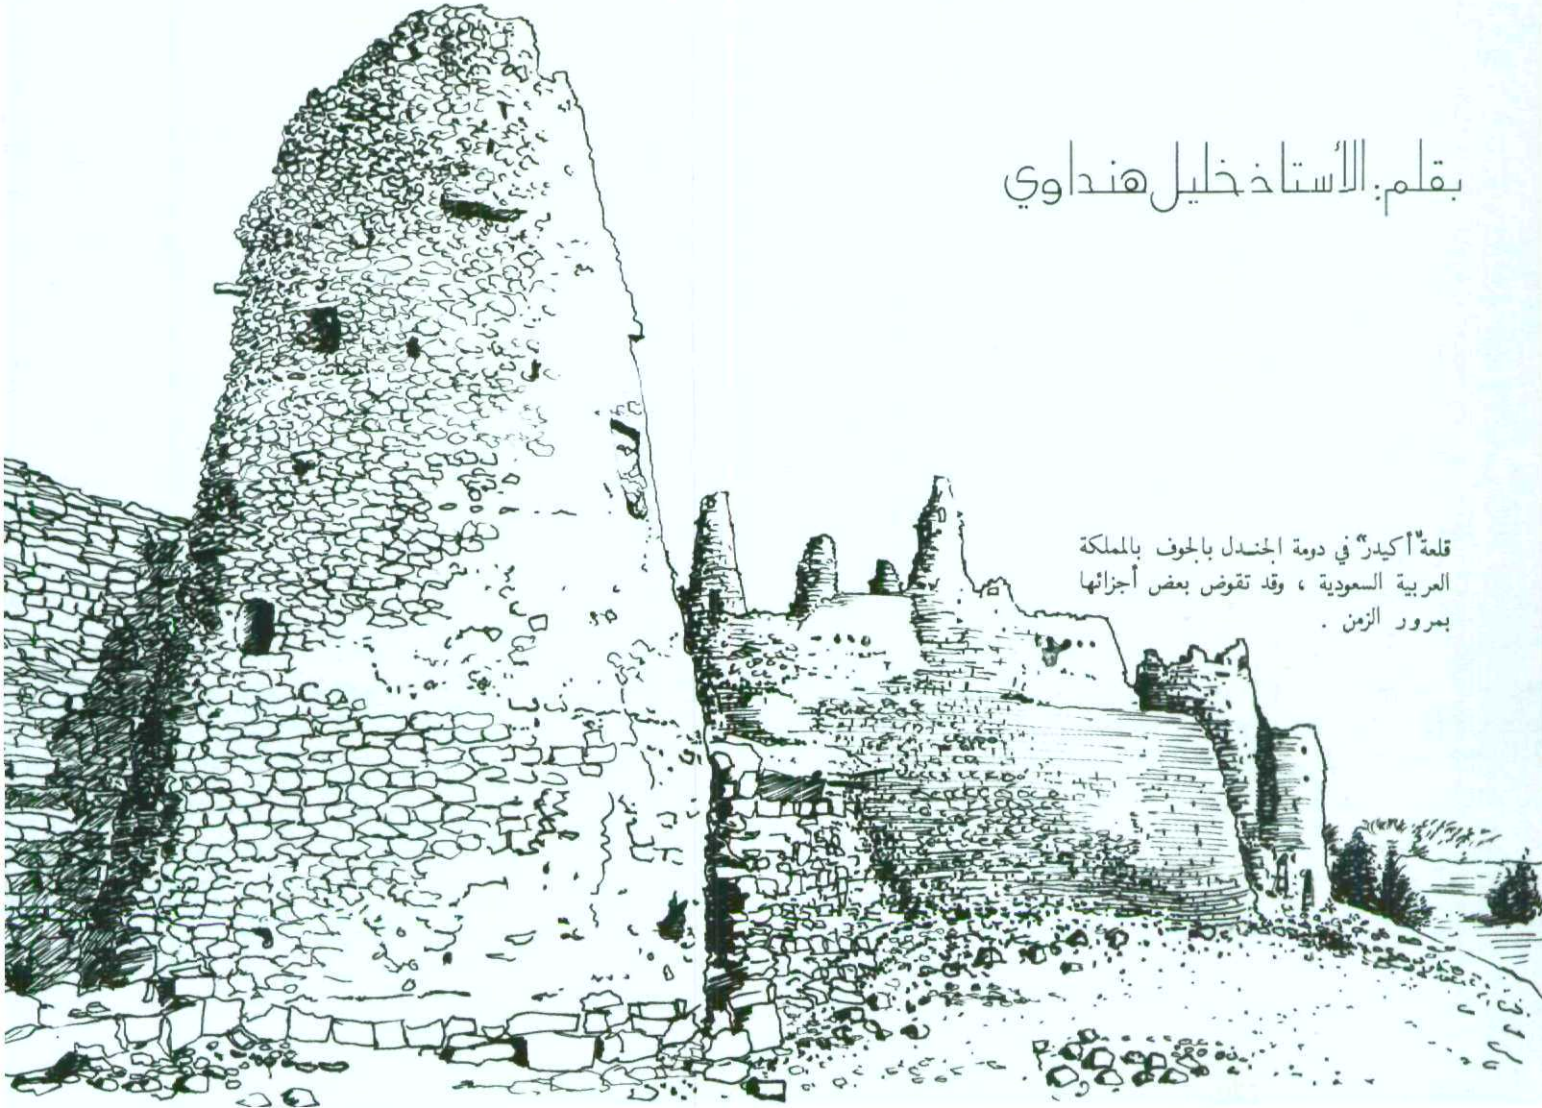 بقلم: الأستاذ خليل هنداوي
قلعة "أكيدر" في دومة الجندل بالجوف بالمملكة
العربية السعودية ، وقد تقوض بعض أجزائها
بمرور الزمن .